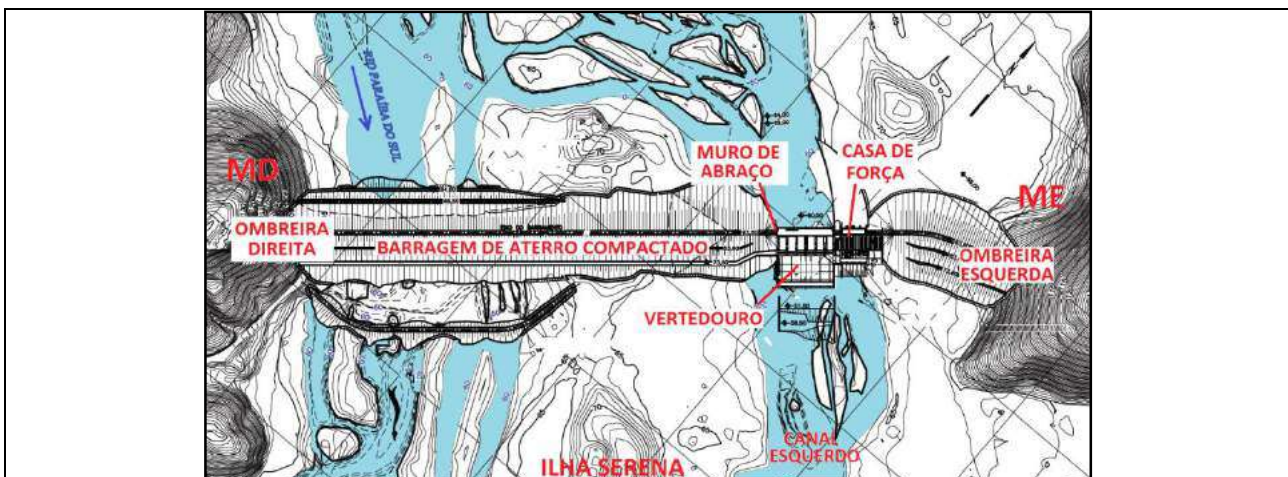 RIO PARAÍBA DO SUL
MD
MURO DE
ABRAÇO
CASA DE
FORÇA
ME
OMBREIRA
DIREITA
BARRAGEM DE ATERRO COMPACTADO
OMBREIRA
ESQUERDA
VERTEDOURO
CANAL
ESQUERDO
ILHA SERENA